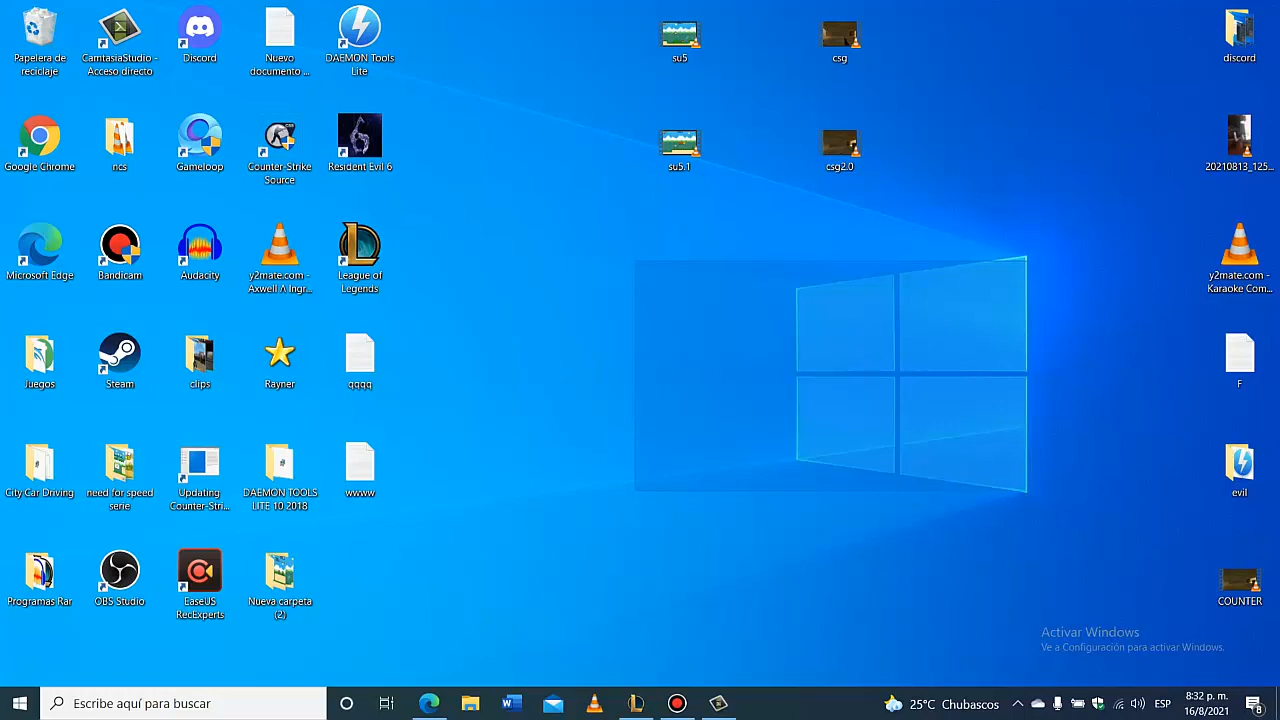 Papelera de
reciclaje
CamtasiaStudio -
Acceso directo
Discord
Nuevo
documento ...
DAEMON Tools
Lite
su5
csg
discord
Google Chrome
ncs
Gameloop
Counter-Strike
Source
Resident Evil 6
su5.1
csg2.0
20210813_125...
Microsoft Edge
Bandicam
Audacity
y2mate.com -
Axwell Λ Ingr...
League of
Legends
y2mate.com -
Karaoke Com...
Juegos
Steam
clips
Rayner
qqqq
F
City Car Driving
need for speed
serie
Updating
Counter-Stri...
DAEMON TOOLS
LITE 10 2018
wwww
evil
Programas Rar
OBS Studio
EaseUS
RecExperts
Nueva carpeta
(2)
COUNTER
Activar Windows
Ve a Configuración para activar Windows.
Escribe aquí para buscar
25°C Chubascos
ESP
8:32 p. m.
16/8/2021
8